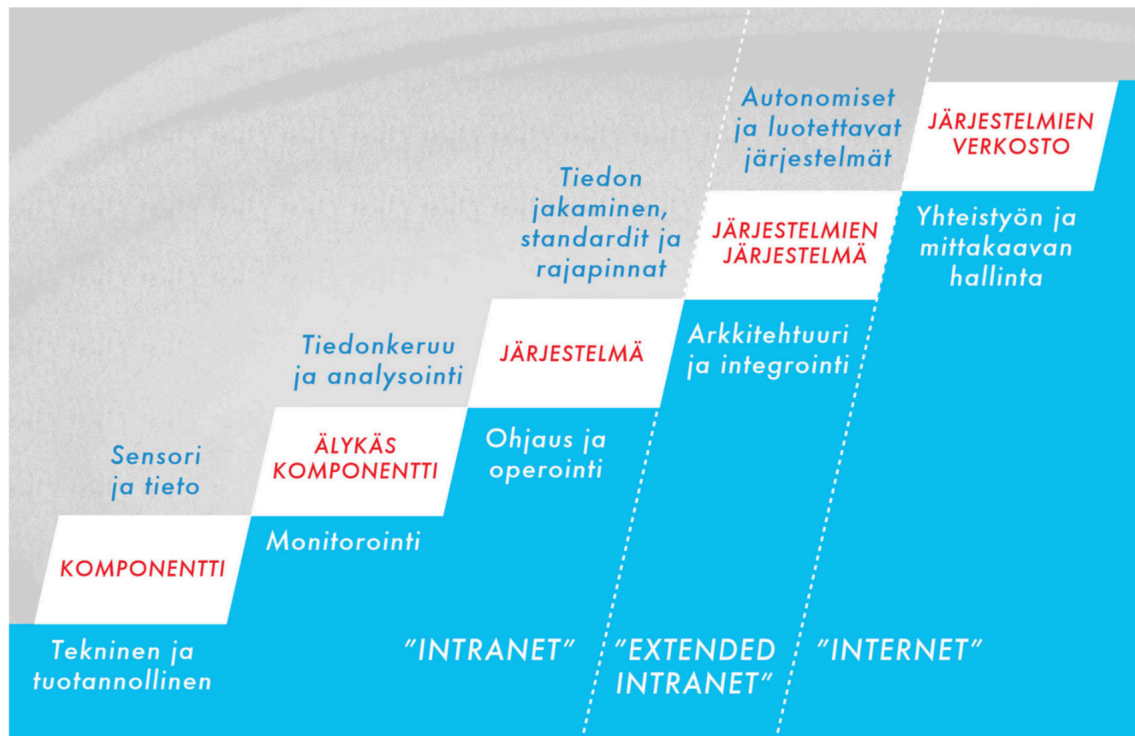 Autonomiset
ja luotettavat
järjestelmät
JÄRJESTELMIEN
VERKOSTO
Tiedon
jakaminen,
standardit ja
rajapinnat
JÄRJESTELMIEN
JÄRJESTELMÄ
Yhteistyön ja
mittakaavan
hallinta
Tiedonkeruu
ja analysointi
JÄRJESTELMÄ
Arkkitehtuuri
ja integrointi
Sensori
ja tieto
ÄLYKÄS
KOMPONENTTI
Ohjaus ja
operointi
KOMPONENTTI
Monitorointi
Tekninen ja
tuotannollinen
”INTRANET”
”EXTENDED
INTRANET”
”INTERNET”